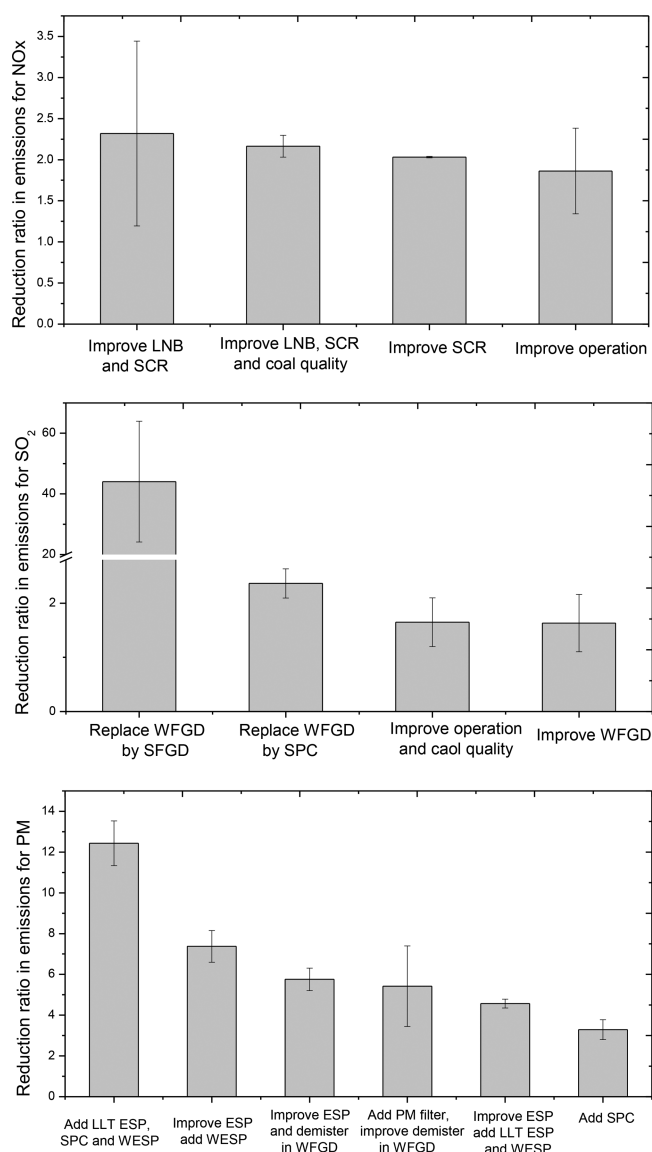 Reduction ratio in emissions for NOx
3.5
3.0
2.5
2.0
1.5
1.0
0.5
0.0
Improve LNB
and SCR
Improve LNB, SCR
and coal quality
Improve SCR
Improve operation
Reduction ratio in emissions for SO2
60
40
20
2
0
Replace WFGD
by SFGD
Replace WFGD
by SPC
Improve operation
and caol quality
Improve WFGD
Reduction ratio in emissions for PM
14
12
10
8
6
4
2
0
Add LLT ESP,
SPC and WESP
Improve ESP
add WESP
Improve ESP
and demister
in WFGD
Add PM filter,
improve demister
in WFGD
Improve ESP
add LLT ESP
and WESP
Add SPC